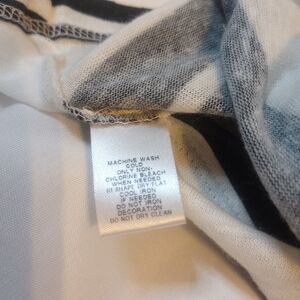 MACHINE WASH
COLD
ONLY NON-
CHLORINE BLEACH
WHEN NEEDED
SHAPE DRY FLAT
COOL IRON
IF NEEDED
DO NOT IRON
DECORATION
DO NOT DRY CLEAN